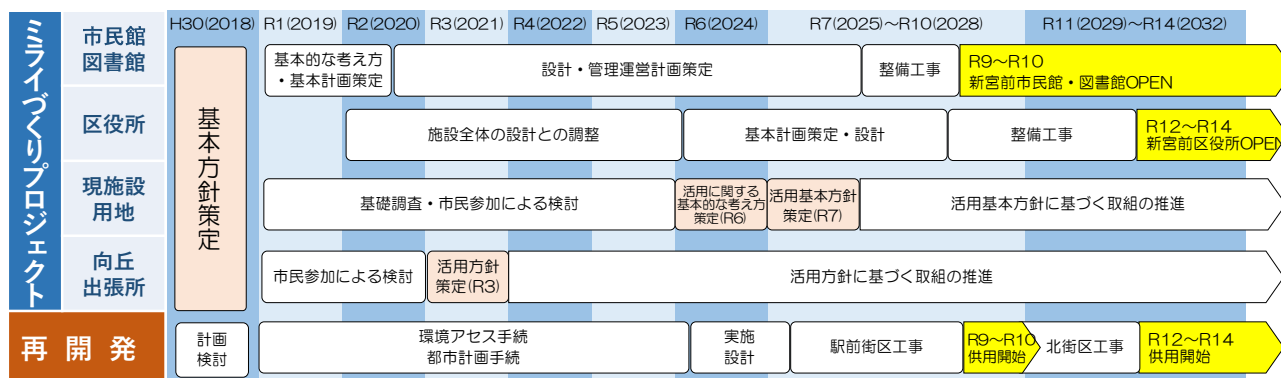 ミライづくりプロジェクト
H30(2018)
R1(2019)
R2(2020)
R3(2021)
R4(2022)
R5(2023)
R6(2024)
R7(2025)～R10(2028)
R11(2029)～R14(2032)
基本方針策定
市民館
図書館
基本的な考え方
・基本計画策定
設計・管理運営計画策定
整備工事
R9～R10
新宮前市民館・図書館OPEN
区役所
施設全体の設計との調整
基本計画策定・設計
整備工事
R12～R14
新宮前区役所OPEN
現施設
用地
基礎調査・市民参加による検討
活用に関する
基本的な考え方
策定(R6)
活用基本方針
策定(R7)
活用基本方針に基づく取組の推進
向丘
出張所
市民参加による検討
活用方針
策定(R3)
活用方針に基づく取組の推進
再開発
計画
検討
環境アセス手続
都市計画手続
実施
設計
駅前街区工事
R9～R10
供用開始
北街区工事
R12～R14
供用開始